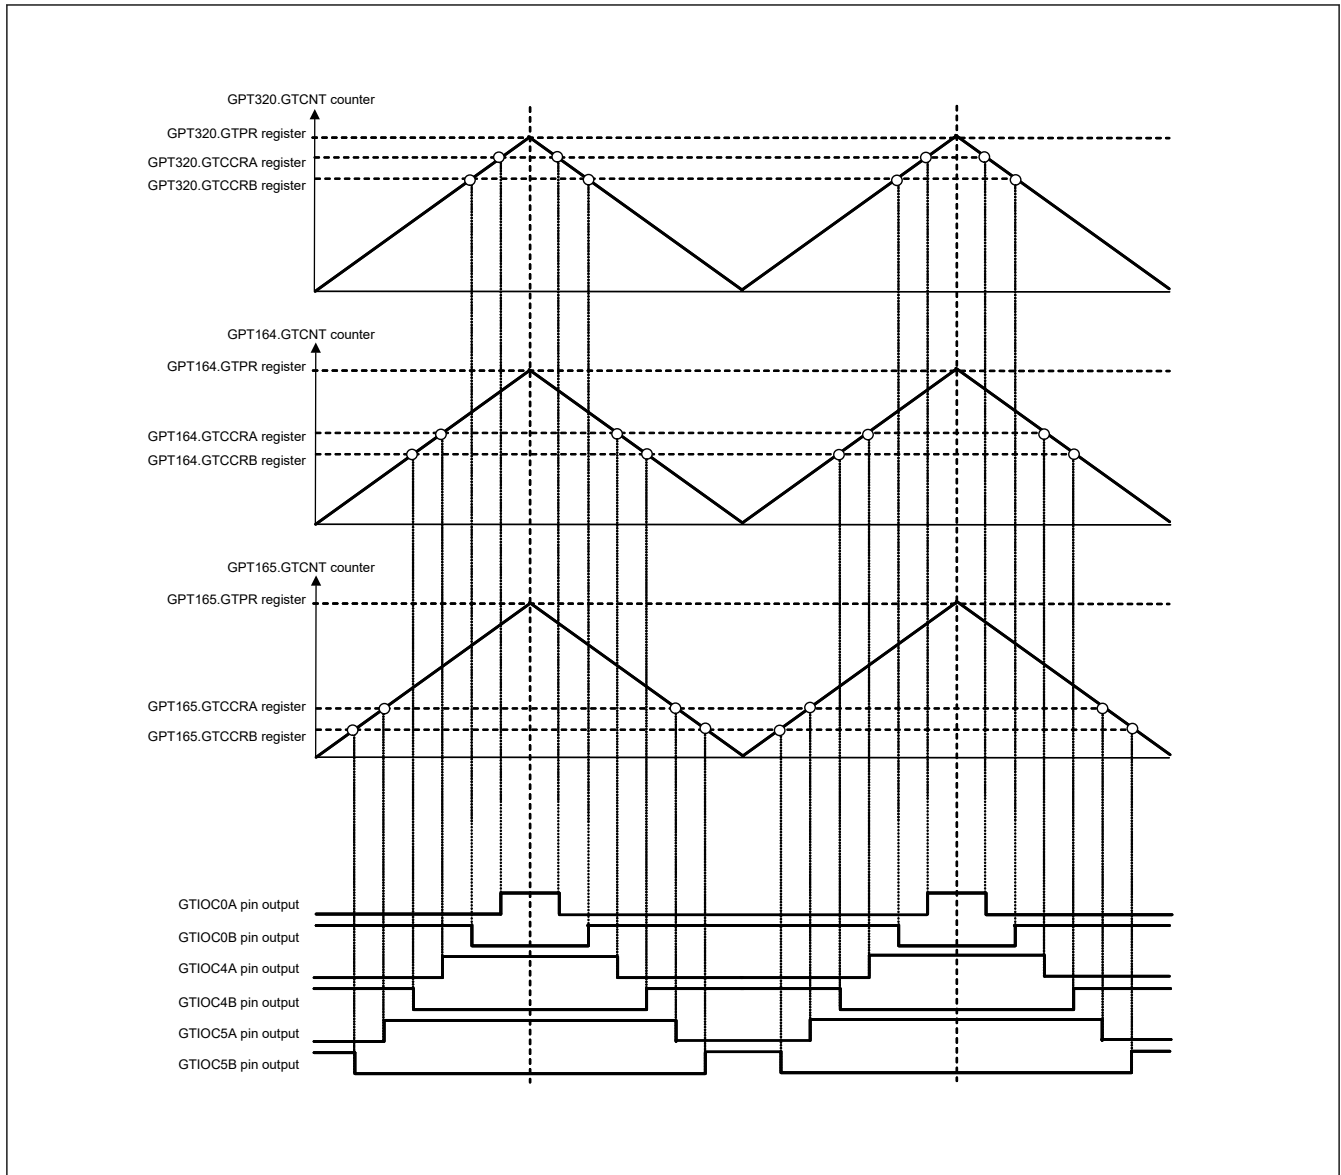 GPT320.GTCNT counter
GPT320.GTPR register
GPT320.GTCCRA register
GPT320.GTCCRB register
GPT164.GTCNT counter
GPT164.GTPR register
GPT164.GTCCRA register
GPT164.GTCCRB register
GPT165.GTCNT counter
GPT165.GTPR register
GPT165.GTCCRA register
GPT165.GTCCRB register
GTIOC0A pin output
GTIOC0B pin output
GTIOC4A pin output
GTIOC4B pin output
GTIOC5A pin output
GTIOC5B pin output